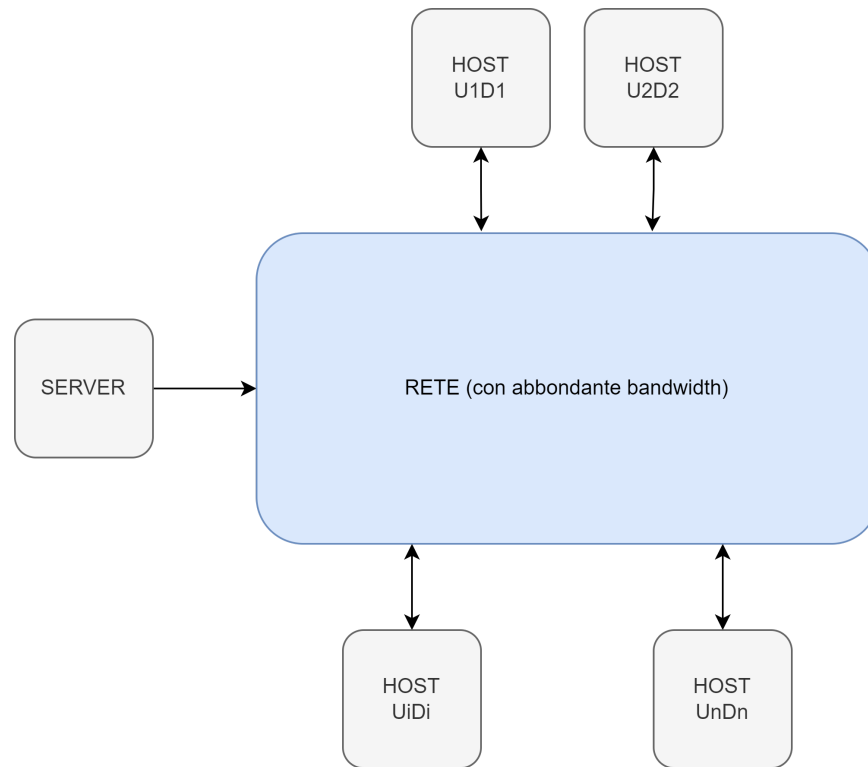 HOST
U1D1
HOST
U2D2
SERVER
RETE (con abbondante bandwidth)
HOST
UiDi
HOST
UnDn